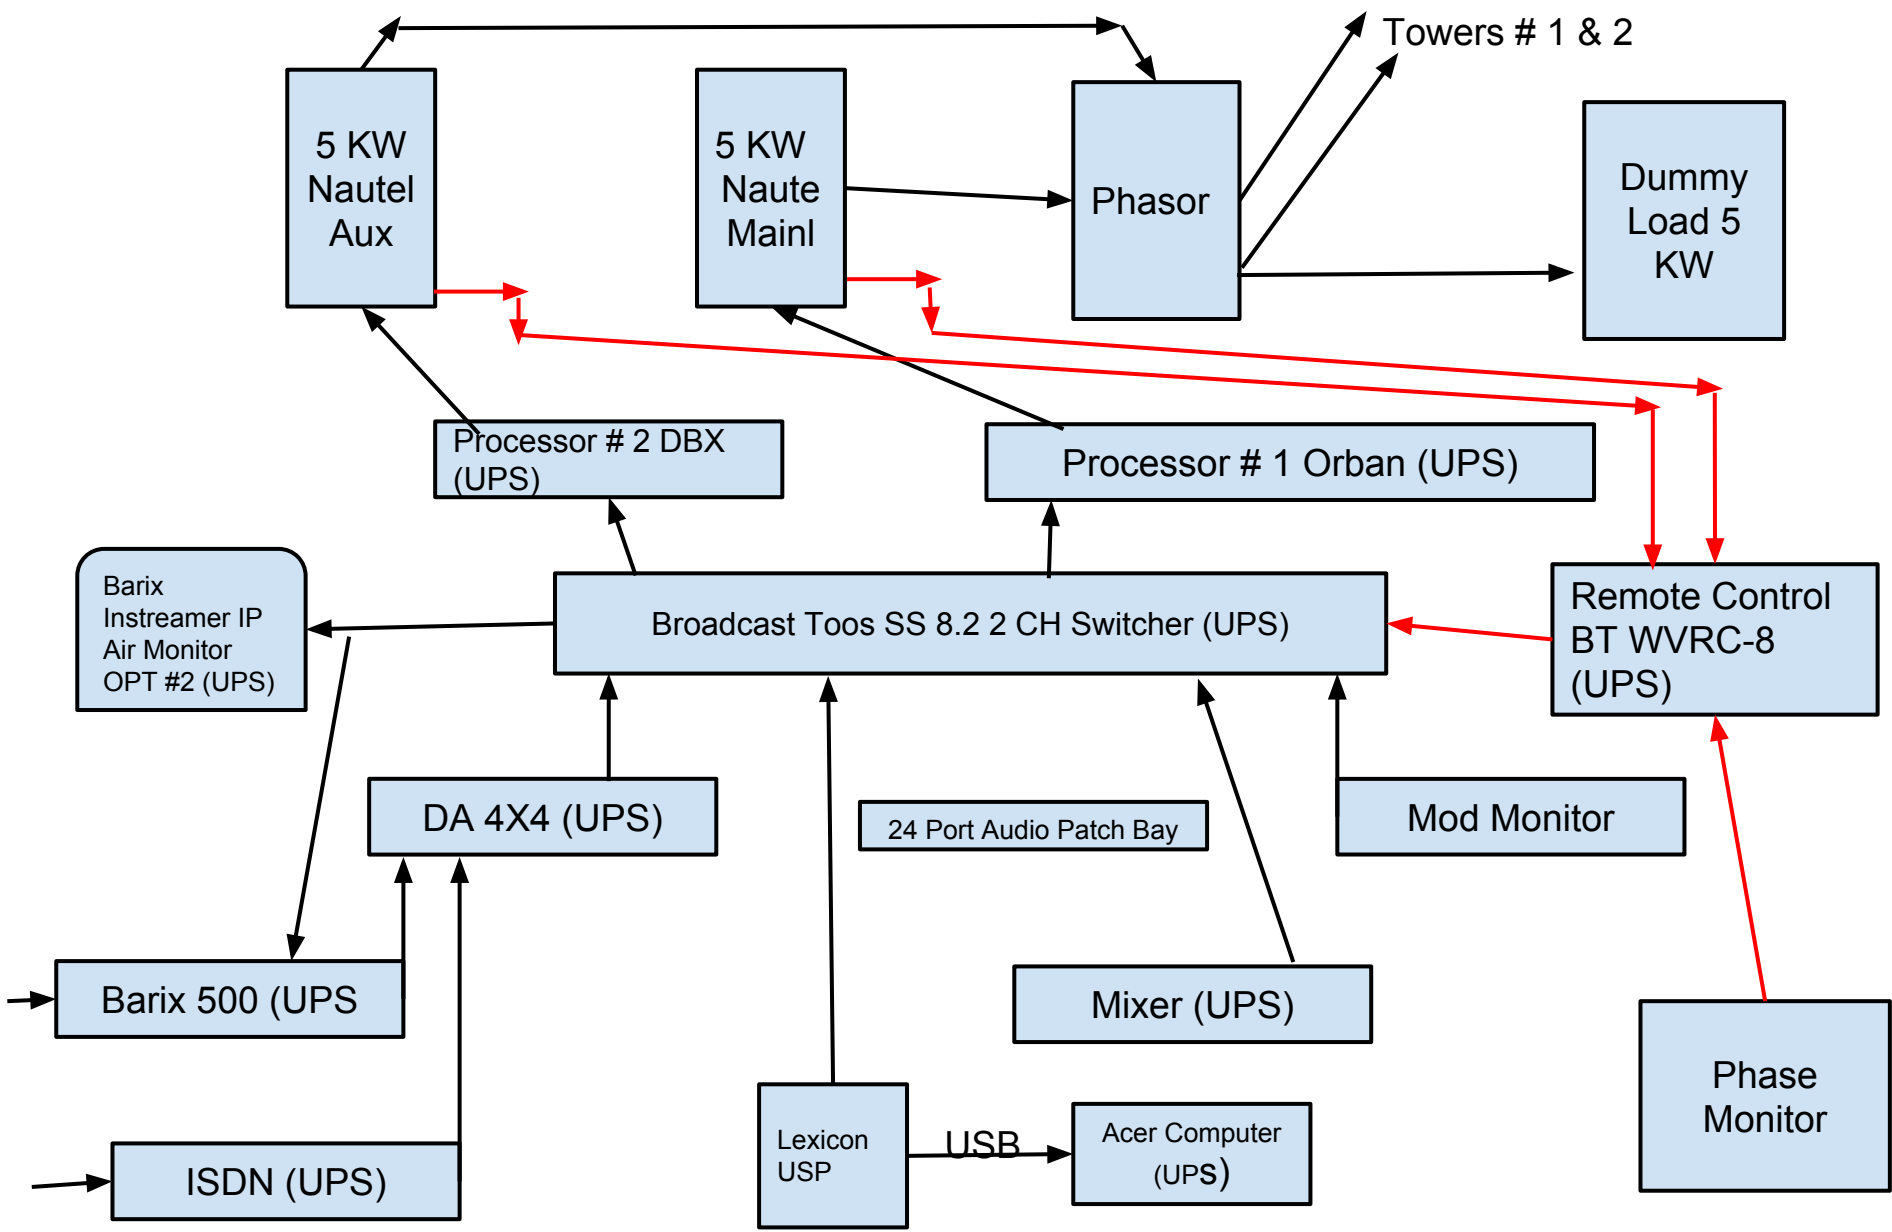 Towers # 1 & 2
5 KW
Nautel
Aux
5 KW
Naute
Mainl
Phasor
Dummy
Load 5
KW
Processor # 2 DBX
(UPS)
Processor # 1 Orban (UPS)
Barix
Instreamer IP
Air Monitor
OPT #2 (UPS)
Broadcast Toos SS 8.2 2 CH Switcher (UPS)
Remote Control
BT WVRC-8
(UPS)
DA 4X4 (UPS)
24 Port Audio Patch Bay
Mod Monitor
Barix 500 (UPS
Mixer (UPS)
Phase
Monitor
ISDN (UPS)
Lexicon
USP
USB
Acer Computer
(UPS)